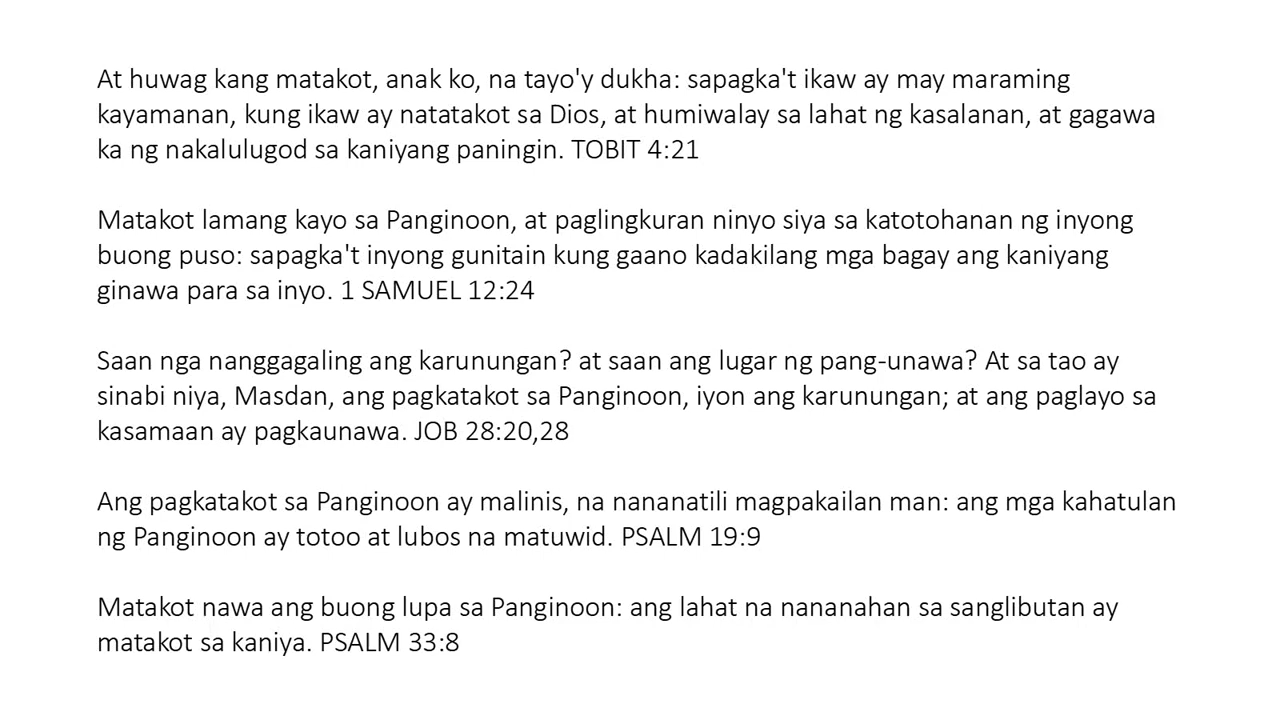 At huwag kang matakot, anak ko, na tayo'y dukha: sapagka't ikaw ay may maraming
kayamanan, kung ikaw ay natatakot sa Dios, at humiwalay sa lahat ng kasalanan, at gagawa
ka ng nakalulugod sa kaniyang paningin. TOBIT 4:21
Matakot lamang kayo sa Panginoon, at paglingkuran ninyo siya sa katotohanan ng inyong
buong puso: sapagka't inyong gunitain kung gaano kadakilang mga bagay ang kaniyang
ginawa para sa inyo. 1 SAMUEL 12:24
Saan nga nanggagaling ang karunungan? at saan ang lugar ng pang-unawa? At sa tao ay
sinabi niya, Masdan, ang pagkatakot sa Panginoon, iyon ang karunungan; at ang paglayo sa
kasamaan ay pagkaunawa. JOB 28:20,28
Ang pagkatakot sa Panginoon ay malinis, na nananatili magpakailan man: ang mga kahatulan
ng Panginoon ay totoo at lubos na matuwid. PSALM 19:9
Matakot nawa ang buong lupa sa Panginoon: ang lahat na nananahan sa sanglibutan ay
matakot sa kaniya. PSALM 33:8